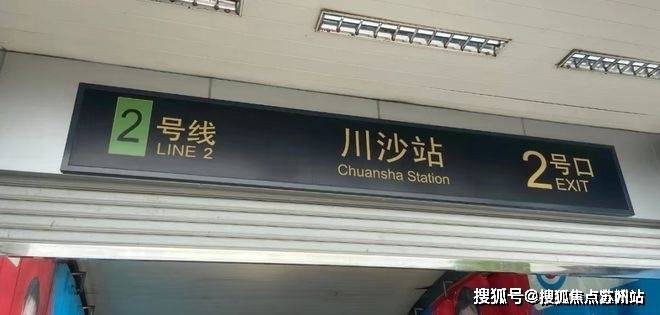 2 号线
LINE 2
川沙站
Chuansha Station
2 号口
EXIT
搜狐号@搜狐焦点苏州站